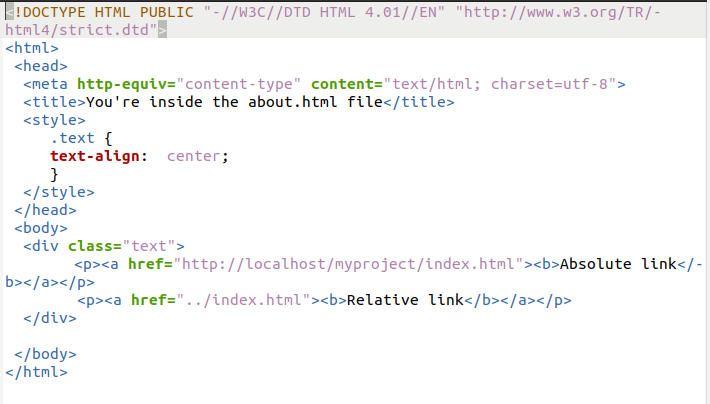 <!DOCTYPE HTML PUBLIC "-//W3C//DTD HTML 4.01//EN" "http://www.w3.org/TR/-
html4/strict.dtd">
<html>
 <head>
  <meta http-equiv="content-type" content="text/html; charset=utf-8">
  <title>You're inside the about.html file</title>
  <style>
     .text {
     text-align:  center;
     }
  </style>
 </head>
 <body>
  <div class="text">
        <p><a href="http://localhost/myproject/index.html"><b>Absolute link</-
b></a></p>
        <p><a href="../index.html"><b>Relative link</b></a></p>
  </div>

 </body>
</html>